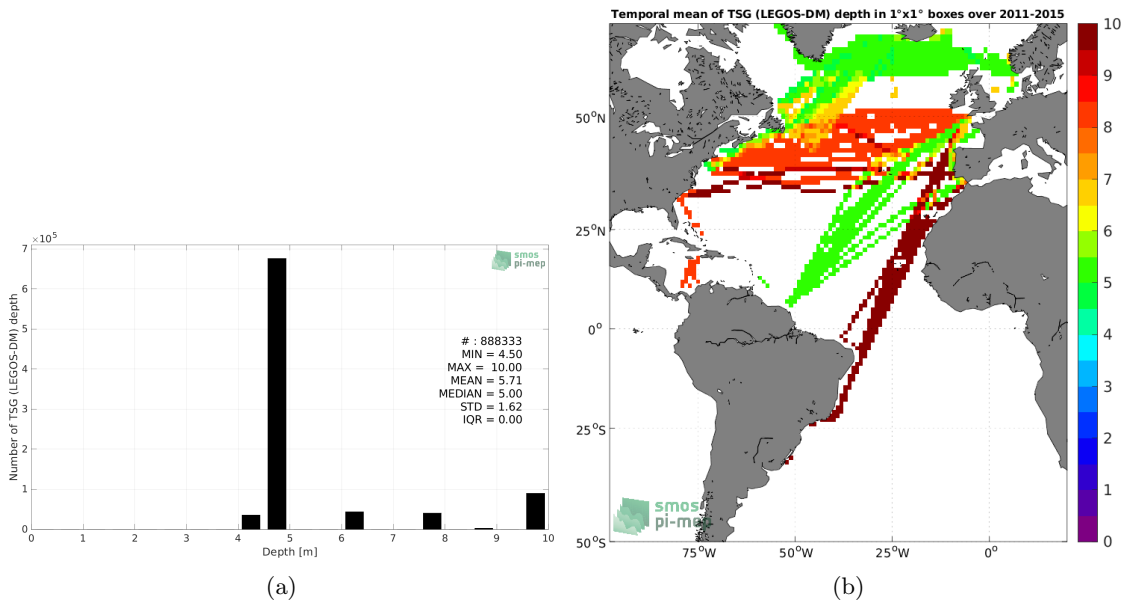 Temporal mean of TSG (LEGOS-DM) depth in 1°x1° boxes over 2011-2015
×10⁵
7
6
5
4
3
2
1
0
Number of TSG (LEGOS-DM) depth
smos
pi-mep
# : 888333
MIN = 4.50
MAX = 10.00
MEAN = 5.71
MEDIAN = 5.00
STD = 1.62
IQR = 0.00
0 1 2 3 4 5 6 7 8 9 10
Depth [m]
(a)
50°N
25°N
0°
25°S
50°S
75°W 50°W 25°W 0°
smos
pi-mep
10
9
8
7
6
5
4
3
2
1
0
(b)